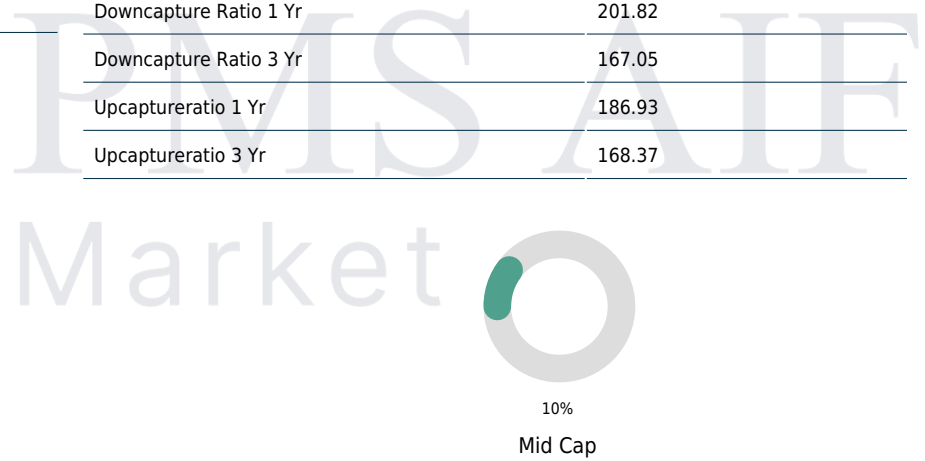 Downcapture Ratio 1 Yr 201.82
Downcapture Ratio 3 Yr 167.05
Upcaptureratio 1 Yr 186.93
Upcaptureratio 3 Yr 168.37
PMS AIF
Market
10%
Mid Cap